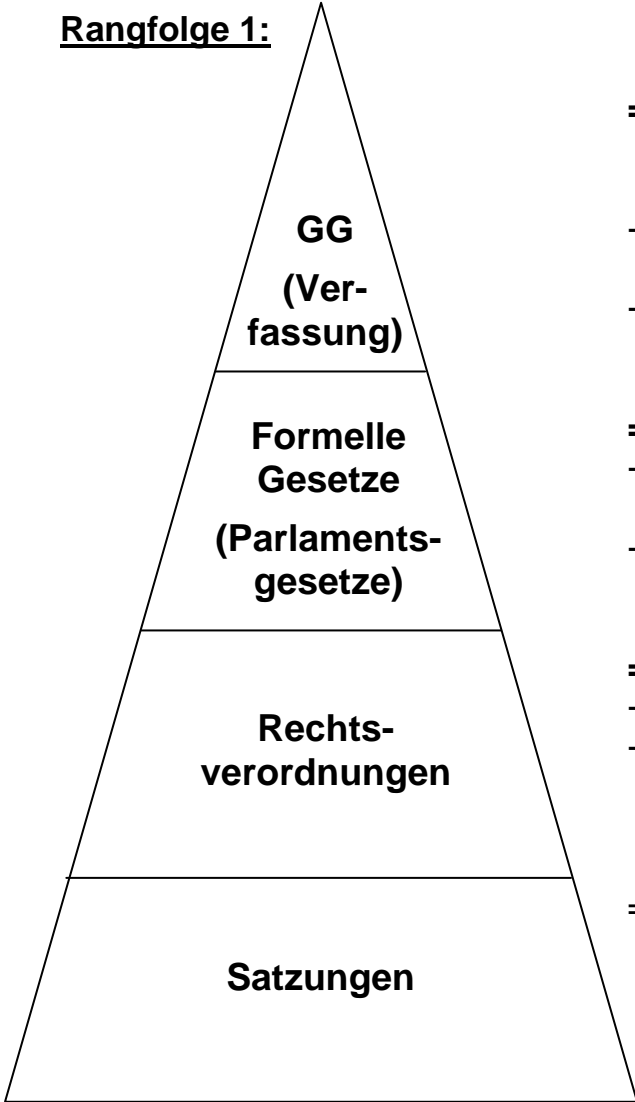 Rangfolge 1:
GG
(Ver-
fassung)
Formelle
Gesetze
(Parlaments-
gesetze)
Rechts-
verordnungen
Satzungen